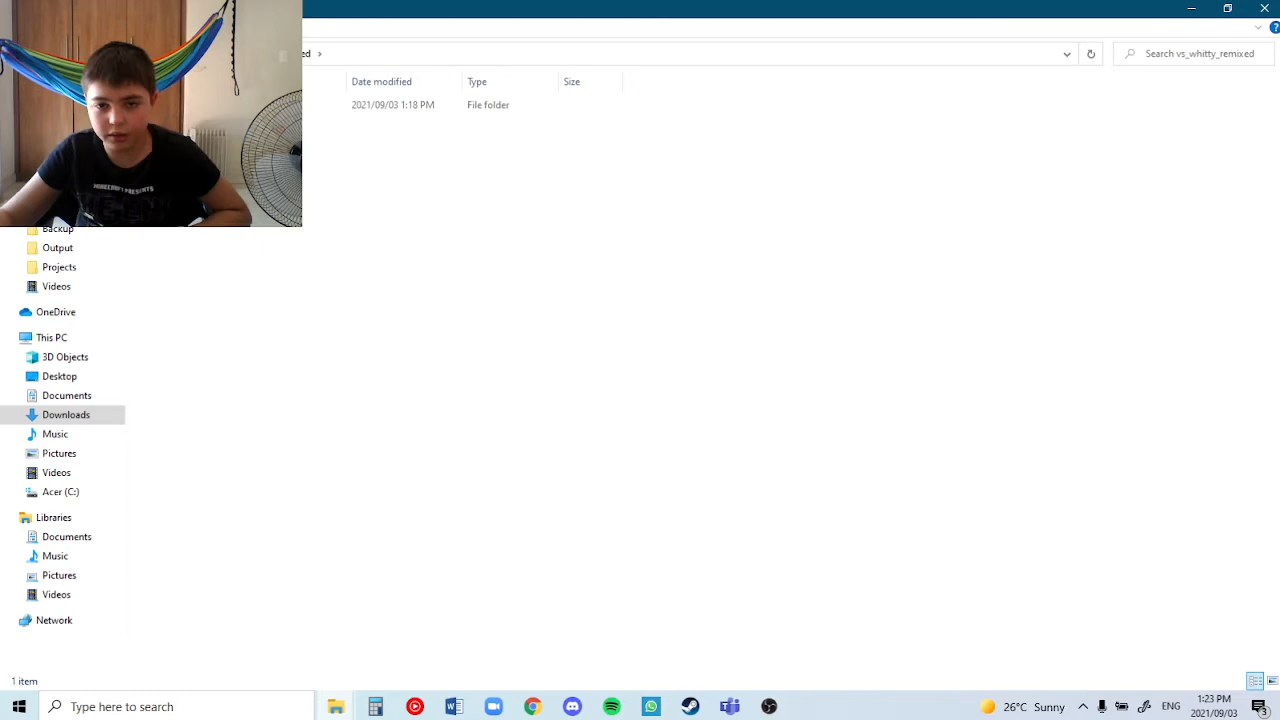 ed >
Search vs_whitty_remixed
Date modified Type Size
2021/09/03 1:18 PM File folder
MINECRAFT PRESENTS
Backup
Output
Projects
Videos
OneDrive
This PC
3D Objects
Desktop
Documents
Downloads
Music
Pictures
Videos
Acer (C:)
Libraries
Documents
Music
Pictures
Videos
Network
1 item
Type here to search
26°C Sunny
ENG
1:23 PM
2021/09/03